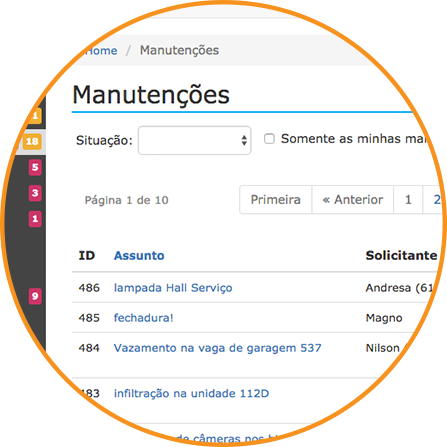 Home / Manutenções
Manutenções
1
Situação: Somente as minhas
18
5
Página 1 de 10 Primeira « Anterior 1 2
3
1
ID Assunto Solicitante
486 lampada Hall Serviço Andresa (61
9
485 fechadura! Magno
484 Vazamento na vaga de garagem 537 Nilson
483 infiltração na unidade 112D
de câmeras nos